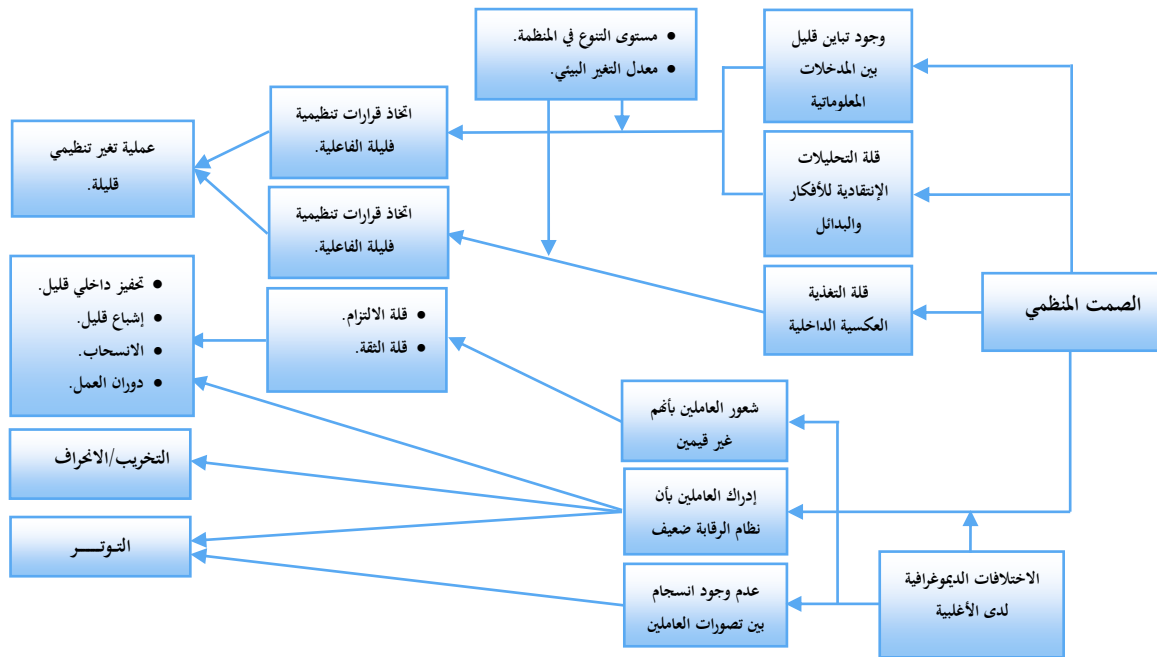 وجود تباين قليل
بين المدخلات
المعلوماتية
• مستوى التنوع في المنظمة.
• معدل التغير البيئي.
اتخاذ قرارات تنظيمية
فليلة الفاعلية.
عملية تغير تنظيمي
قليلة.
قلة التحليلات
الإنتقادية للأفكار
والبدائل
اتخاذ قرارات تنظيمية
فليلة الفاعلية.
الصمت المنظمي
قلة التغذية
العكسية الداخلية
• قلة الالتزام.
• قلة الثقة.
• تحفيز داخلي قليل.
• إشباع قليل.
• الانسحاب.
• دوران العمل.
شعور العاملين بأنهم
غير قيمين
التخريب/الانحراف
إدراك العاملين بأن
نظام الرقابة ضعيف
التـوتـــــــر
الاختلافات الديموغرافية
لدى الأغلبية
عدم وجود انسجام
بين تصورات العاملين